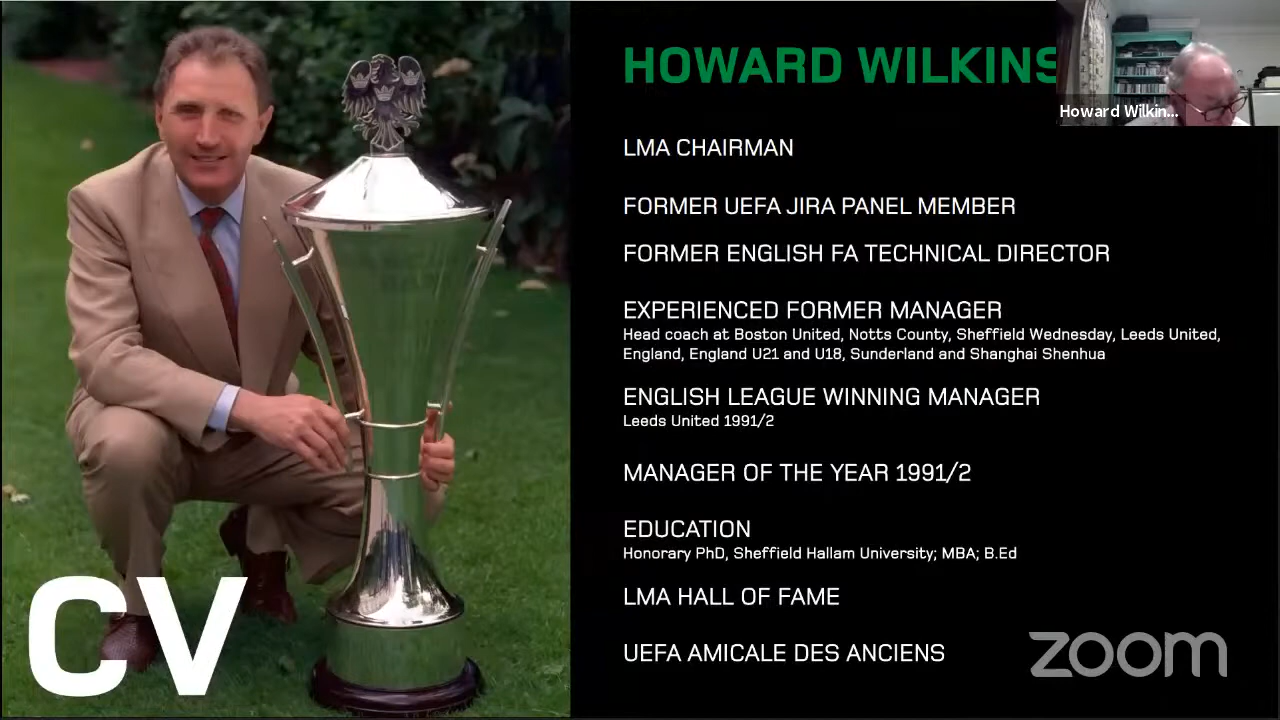 HOWARD WILKINS
Howard Wilkin...
LMA CHAIRMAN
FORMER UEFA JIRA PANEL MEMBER
FORMER ENGLISH FA TECHNICAL DIRECTOR
EXPERIENCED FORMER MANAGER
Head coach at Boston United, Notts County, Sheffield Wednesday, Leeds United,
England, England U21 and U18, Sunderland and Shanghai Shenhua
ENGLISH LEAGUE WINNING MANAGER
Leeds United 1991/2
MANAGER OF THE YEAR 1991/2
EDUCATION
Honorary PhD, Sheffield Hallam University; MBA; B.Ed
LMA HALL OF FAME
UEFA AMICALE DES ANCIENS
CV
zoom